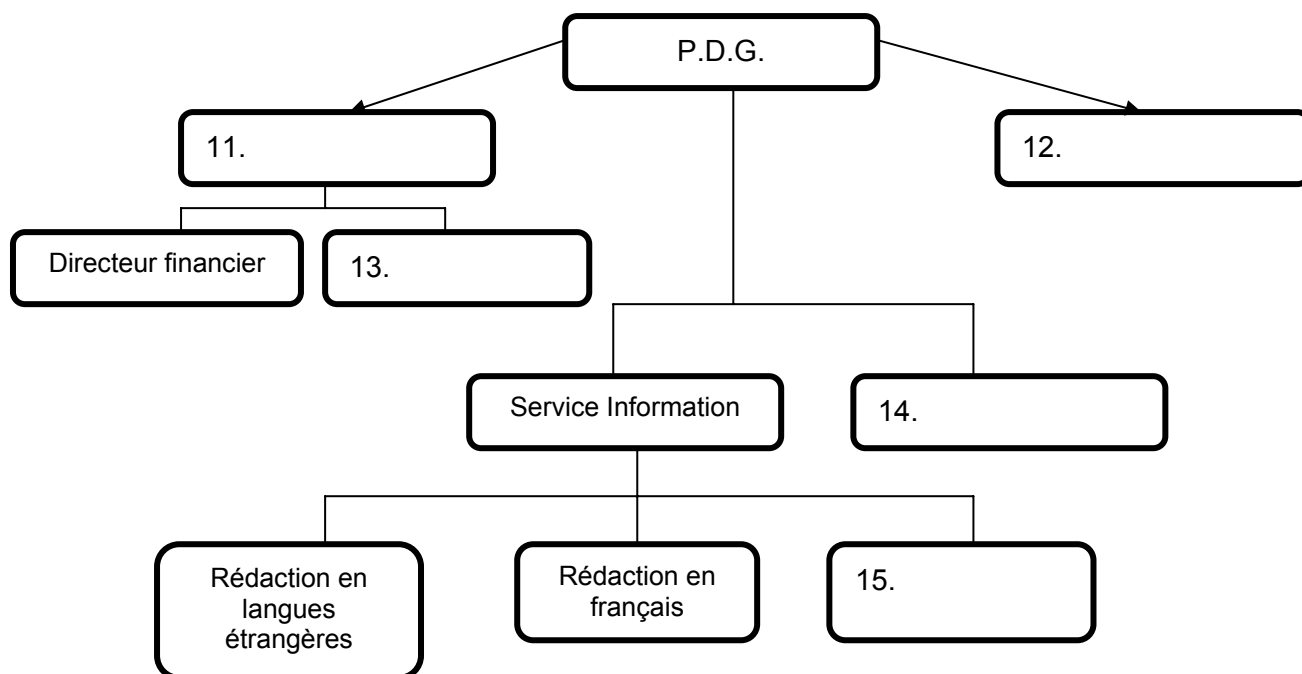 P.D.G.
11.
12.
Directeur financier
13.
Service Information
14.
Rédaction en
langues
étrangères
Rédaction en
français
15.